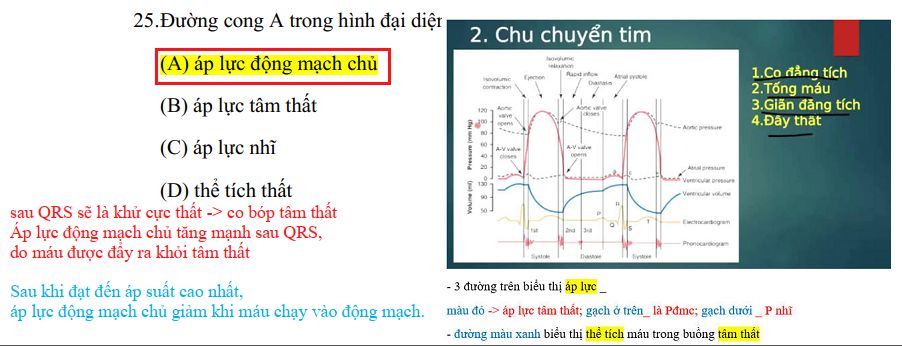 25.Đường cong A trong hình đại diện
(A) áp lực động mạch chủ
(B) áp lực tâm thất
(C) áp lực nhĩ
(D) thể tích thất
sau QRS sẽ là khử cực thất -> co bóp tâm thất
Áp lực động mạch chủ tăng mạnh sau QRS,
do máu được đẩy ra khỏi tâm thất
Sau khi đạt đến áp suất cao nhất,
áp lực động mạch chủ giảm khi máu chạy vào động mạch.
2. Chu chuyển tim
Isovolumic contraction
Ejection
Isovolumic relaxation
Rapid inflow
Diastasis
Atrial systole
Aortic valve opens
Aortic valve closes
A-V valve closes
A-V valve opens
Pressure (mm Hg)
120
100
80
60
40
20
0
Volume (ml)
130
90
50
a
c
v
Aortic pressure
Atrial pressure
Ventricular pressure
Ventricular volume
Electrocardiogram
Phonocardiogram
P
Q
R
S
T
1st
2nd
3rd
Systole
Diastole
Systole
1.Co đẳng tích
2.Tống máu
3.Giãn đẳng tích
4.Đầy thất
- 3 đường trên biểu thị áp lực _
màu đỏ -> áp lực tâm thất; gạch ở trên_ là Pđmc; gạch dưới _ P nhĩ
- đường màu xanh biểu thị thể tích máu trong buồng tâm thất